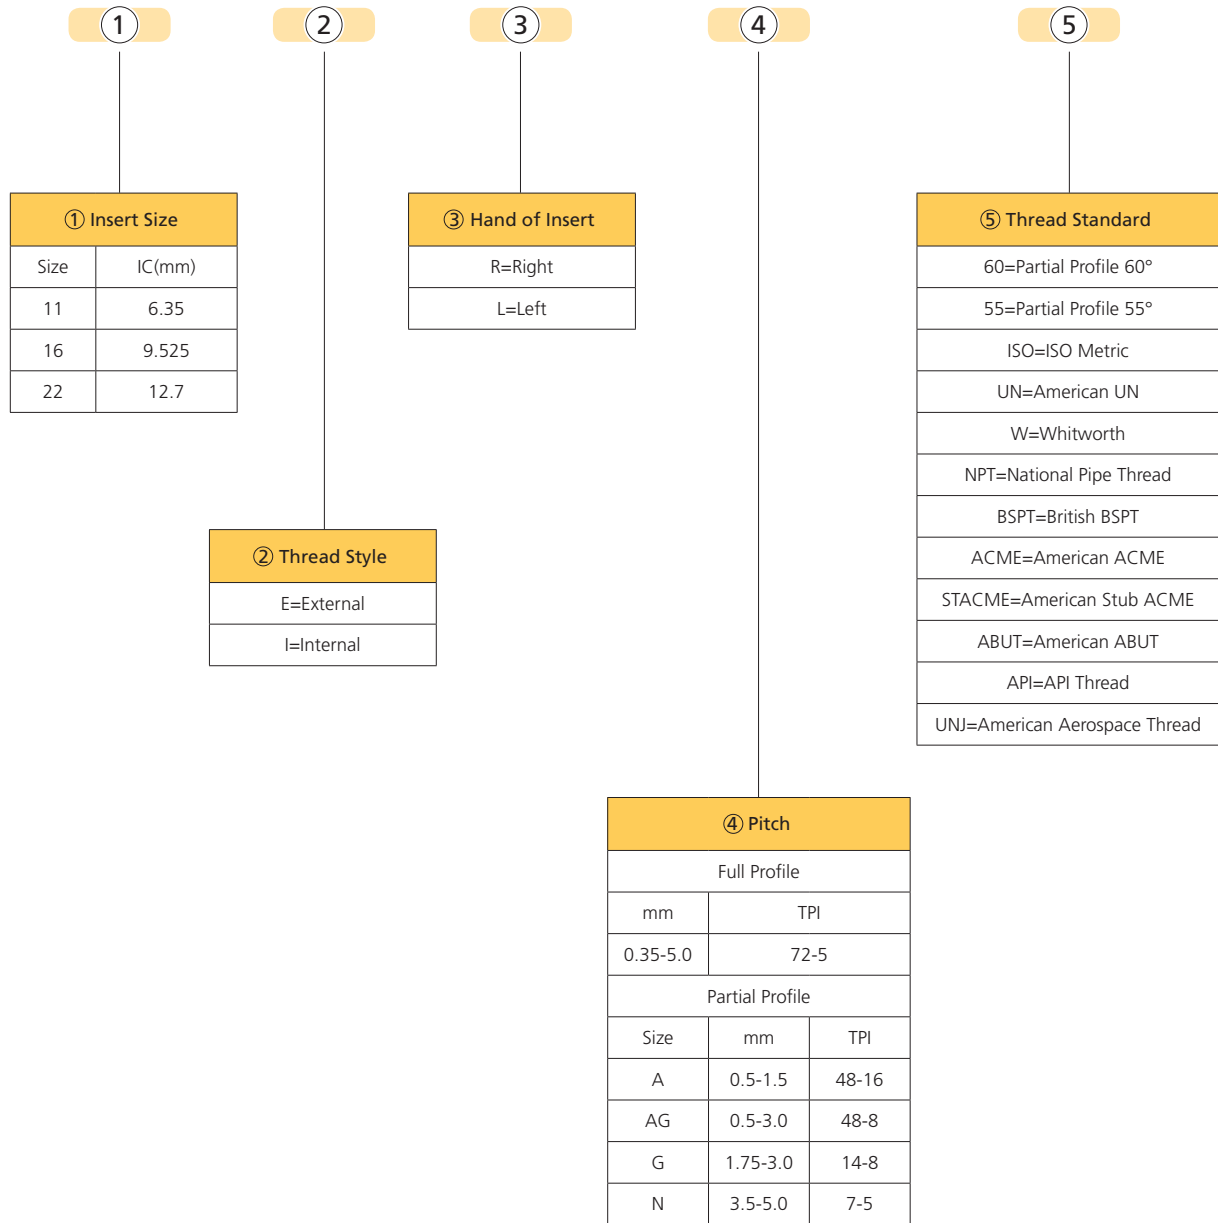 ① ② ③ ④ ⑤
① Insert Size
Size IC(mm)
11 6.35
16 9.525
22 12.7
② Thread Style
E=External
I=Internal
③ Hand of Insert
R=Right
L=Left
④ Pitch
Full Profile
mm TPI
0.35-5.0 72-5
Partial Profile
Size mm TPI
A 0.5-1.5 48-16
AG 0.5-3.0 48-8
G 1.75-3.0 14-8
N 3.5-5.0 7-5
⑤ Thread Standard
60=Partial Profile 60°
55=Partial Profile 55°
ISO=ISO Metric
UN=American UN
W=Whitworth
NPT=National Pipe Thread
BSPT=British BSPT
ACME=American ACME
STACME=American Stub ACME
ABUT=American ABUT
API=API Thread
UNJ=American Aerospace Thread